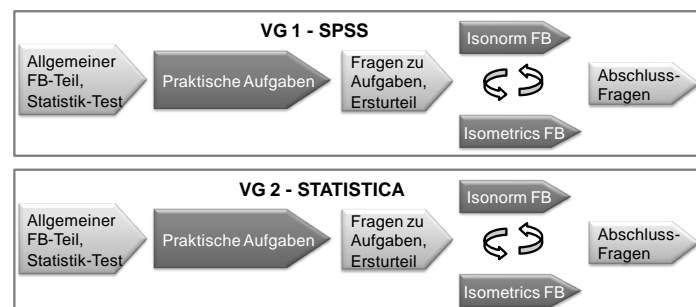 VG 1 - SPSS
Allgemeiner
FB-Teil,
Statistik-Test
Praktische Aufgaben
Fragen zu
Aufgaben,
Ersturteil
Isonorm FB
Isometrics FB
Abschluss-
Fragen
VG 2 - STATISTICA
Allgemeiner
FB-Teil,
Statistik-Test
Praktische Aufgaben
Fragen zu
Aufgaben,
Ersturteil
Isonorm FB
Isometrics FB
Abschluss-
Fragen